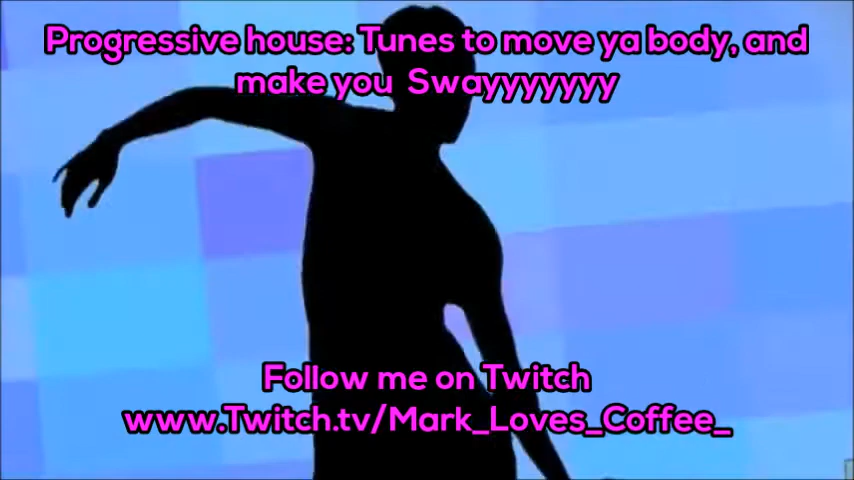 Progressive house: Tunes to move ya body, and
make you Swayyyyyyy
Follow me on Twitch
www.Twitch.tv/Mark_Loves_Coffee_